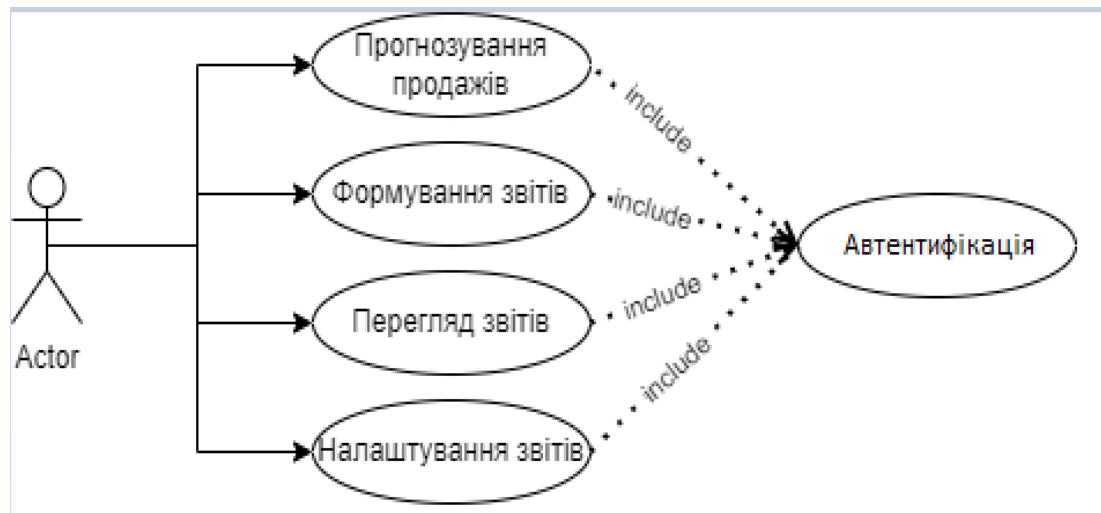 Прогнозування
продажів
include
Формування звітів
include
Автентифікація
Перегляд звітів
include
Actor
Налаштування звітів
include